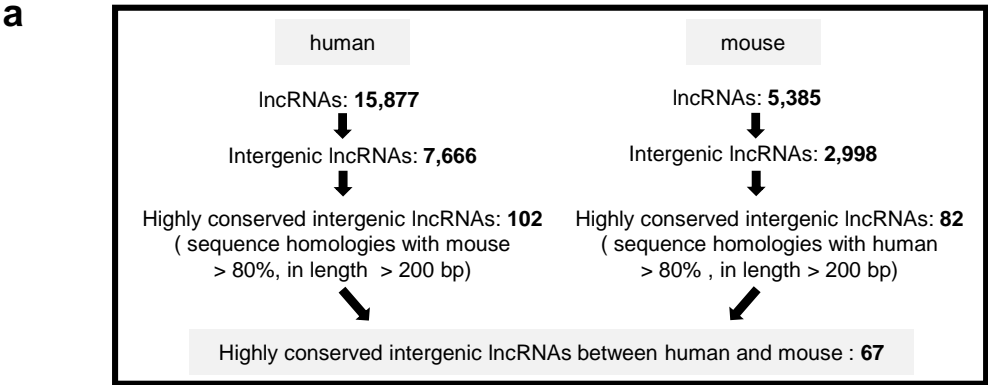 a
human
mouse
lncRNAs: 15,877
lncRNAs: 5,385
Intergenic lncRNAs: 7,666
Intergenic lncRNAs: 2,998
Highly conserved intergenic lncRNAs: 102
( sequence homologies with mouse
> 80%, in length > 200 bp)
Highly conserved intergenic lncRNAs: 82
( sequence homologies with human
> 80% , in length > 200 bp)
Highly conserved intergenic lncRNAs between human and mouse : 67